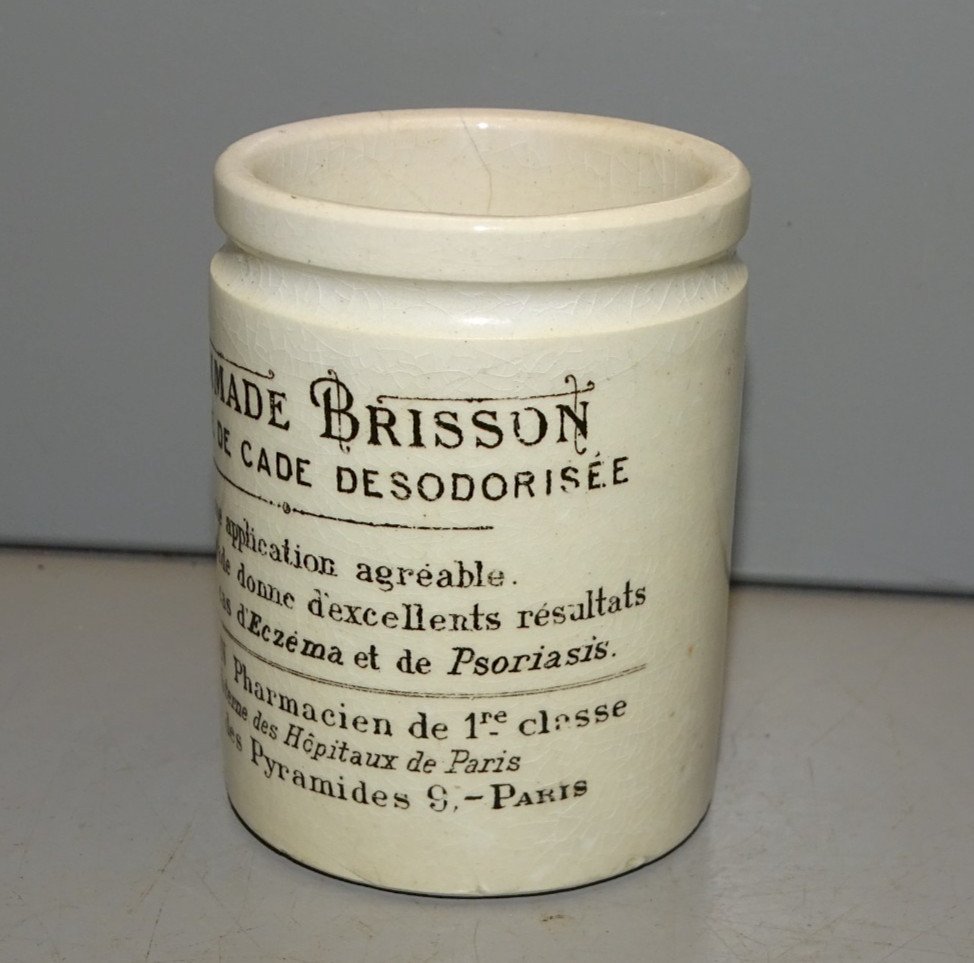 MADE BRISSON
DE CADE DESODORISÉE
application agréable.
donne d'excellents résultats
d'Eczéma et de Psoriasis.
Pharmacien de 1re classe
des Hôpitaux de Paris
des Pyramides 9,-PARIS